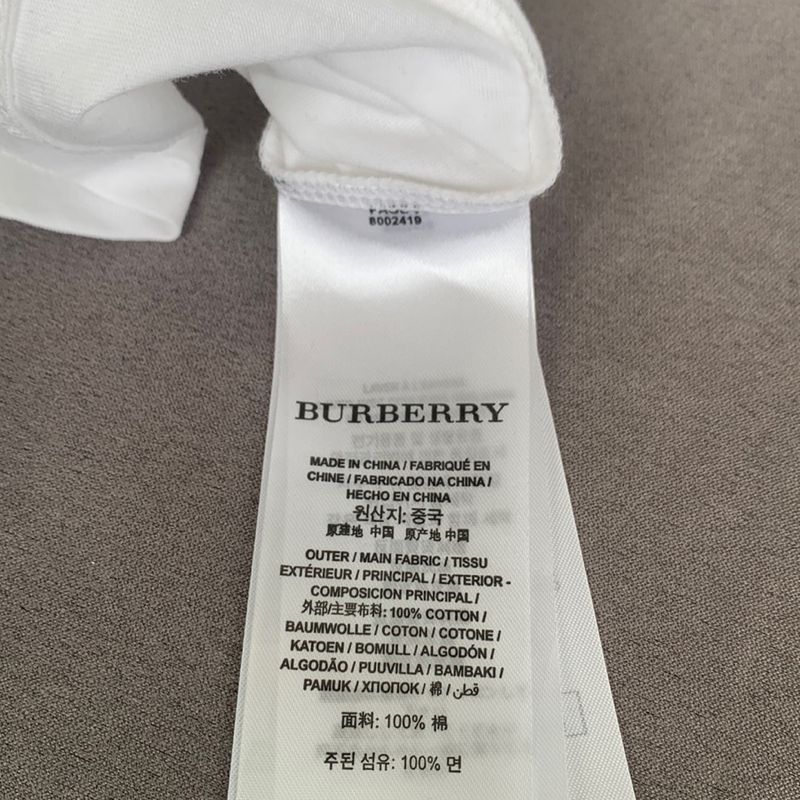 8002419
BURBERRY
MADE IN CHINA / FABRIQUÉ EN
CHINE / FABRICADO NA CHINA /
HECHO EN CHINA
원산지: 중국
原産地 中国 原产地 中国
OUTER / MAIN FABRIC / TISSU
EXTÉRIEUR / PRINCIPAL / EXTERIOR -
COMPOSICION PRINCIPAL /
外部/主要布料: 100% COTTON /
BAUMWOLLE / COTON / COTONE /
KATOEN / BOMULL / ALGODÓN /
ALGODÃO / PUUVILLA / BAMBAKI /
PAMUK / ХЛОПОК / 棉 / قطن
面料: 100% 棉
주된 섬유: 100% 면